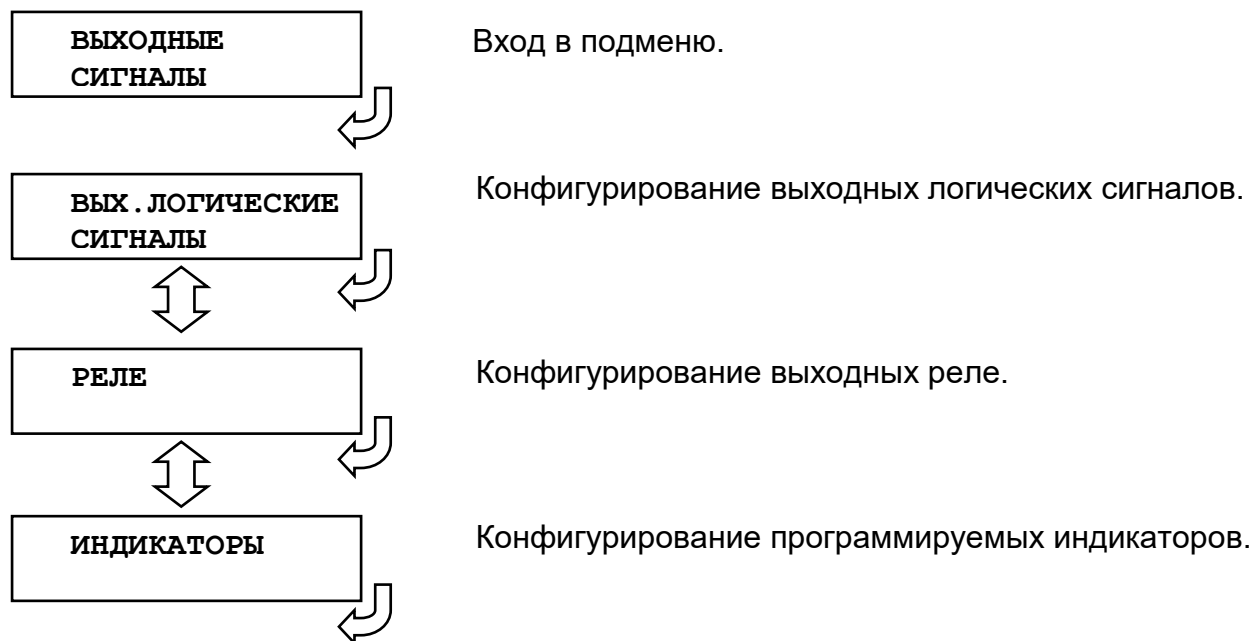 ВЫХОДНЫЕ
СИГНАЛЫ
Вход в подменю.
ВЫХ.ЛОГИЧЕСКИЕ
СИГНАЛЫ
Конфигурирование выходных логических сигналов.
РЕЛЕ
Конфигурирование выходных реле.
ИНДИКАТОРЫ
Конфигурирование программируемых индикаторов.